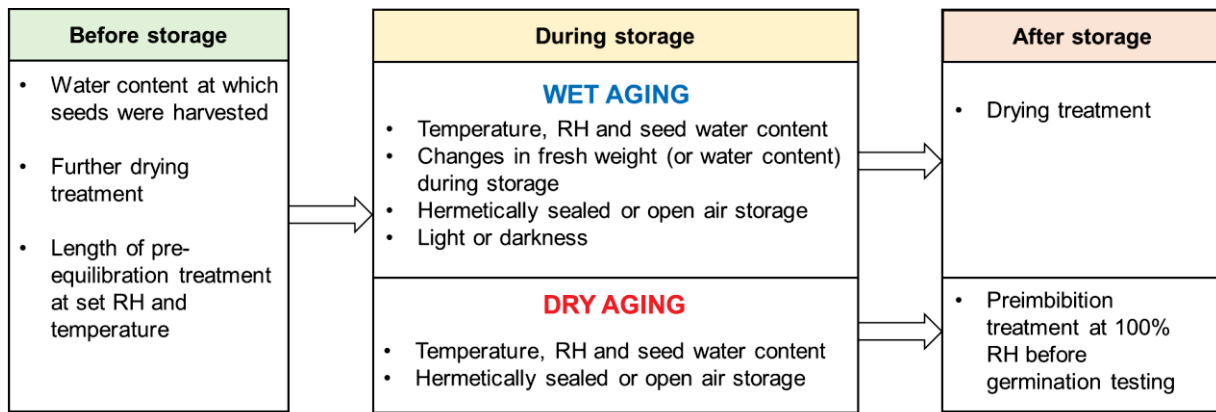 Before storage
• Water content at which
seeds were harvested
• Further drying
treatment
• Length of pre-
equilibration treatment
at set RH and
temperature
During storage
WET AGING
• Temperature, RH and seed water content
• Changes in fresh weight (or water content)
during storage
• Hermetically sealed or open air storage
• Light or darkness
DRY AGING
• Temperature, RH and seed water content
• Hermetically sealed or open air storage
After storage
• Drying treatment
• Preimbibition
treatment at 100%
RH before
germination testing